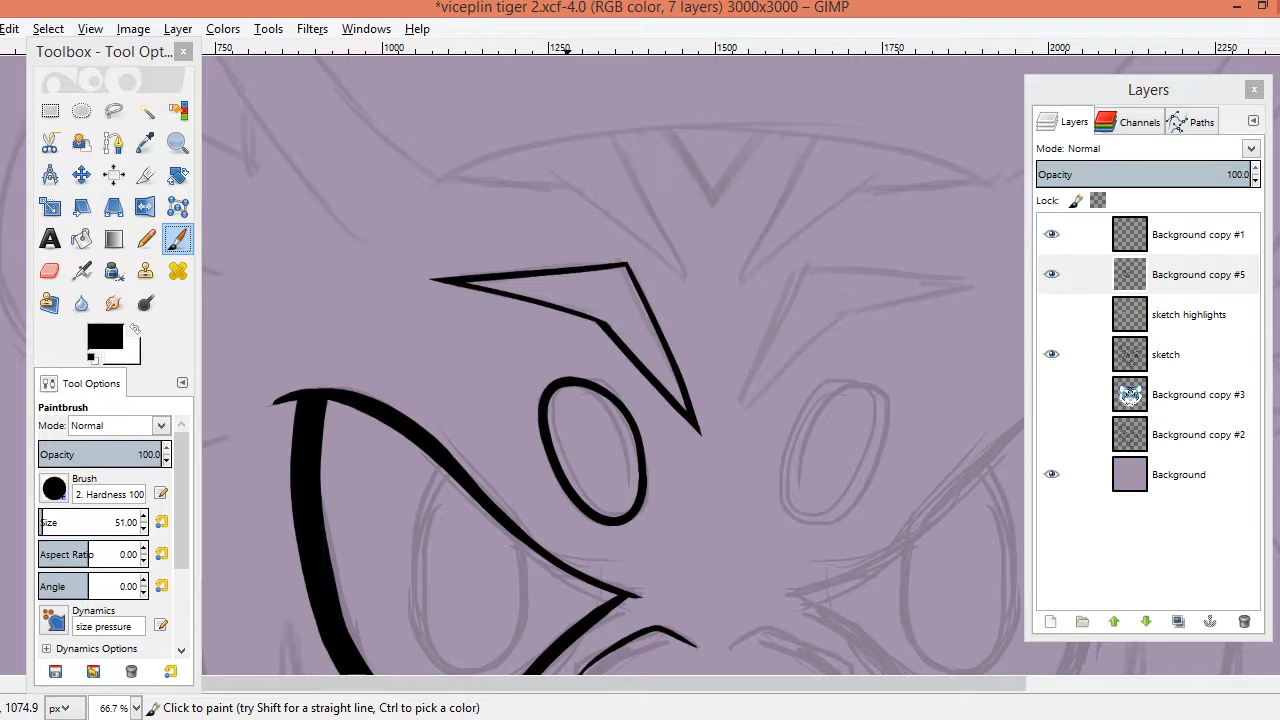 *viceplin tiger 2.xcf-4.0 (RGB color, 7 layers) 3000x3000 – GIMP
Edit Select View Image Layer Colors Tools Filters Windows Help
750 1000 1250 1500 1750 2000 2250
Toolbox - Tool Opt...
Tool Options
Paintbrush
Mode: Normal
Opacity 100.0
Brush
2. Hardness 100
Size 51.00
Aspect Ratio 0.00
Angle 0.00
Dynamics
size pressure
Dynamics Options
Layers
Layers Channels Paths
Mode: Normal
Opacity 100.0
Lock:
Background copy #1
Background copy #5
sketch highlights
sketch
Background copy #3
Background copy #2
Background
, 1074.9 px 66.7 % Click to paint (try Shift for a straight line, Ctrl to pick a color)